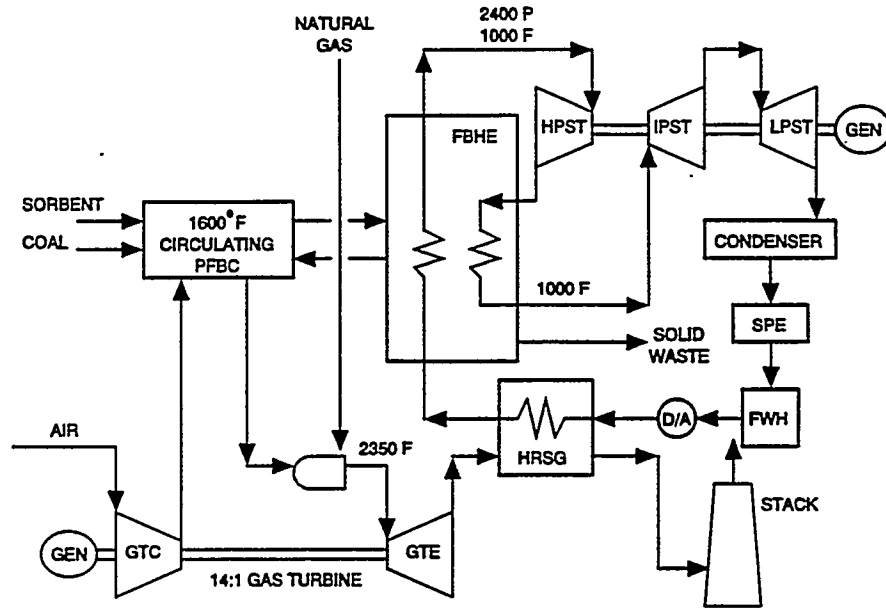 NATURAL
GAS
2400 P
1000 F
HPST
IPST
LPST
GEN
FBHE
SORBENT
COAL
1600° F
CIRCULATING
PFBC
CONDENSER
1000 F
SPE
SOLID
WASTE
AIR
2350 F
HRSG
D/A
FWH
STACK
GEN
GTC
GTE
14:1 GAS TURBINE